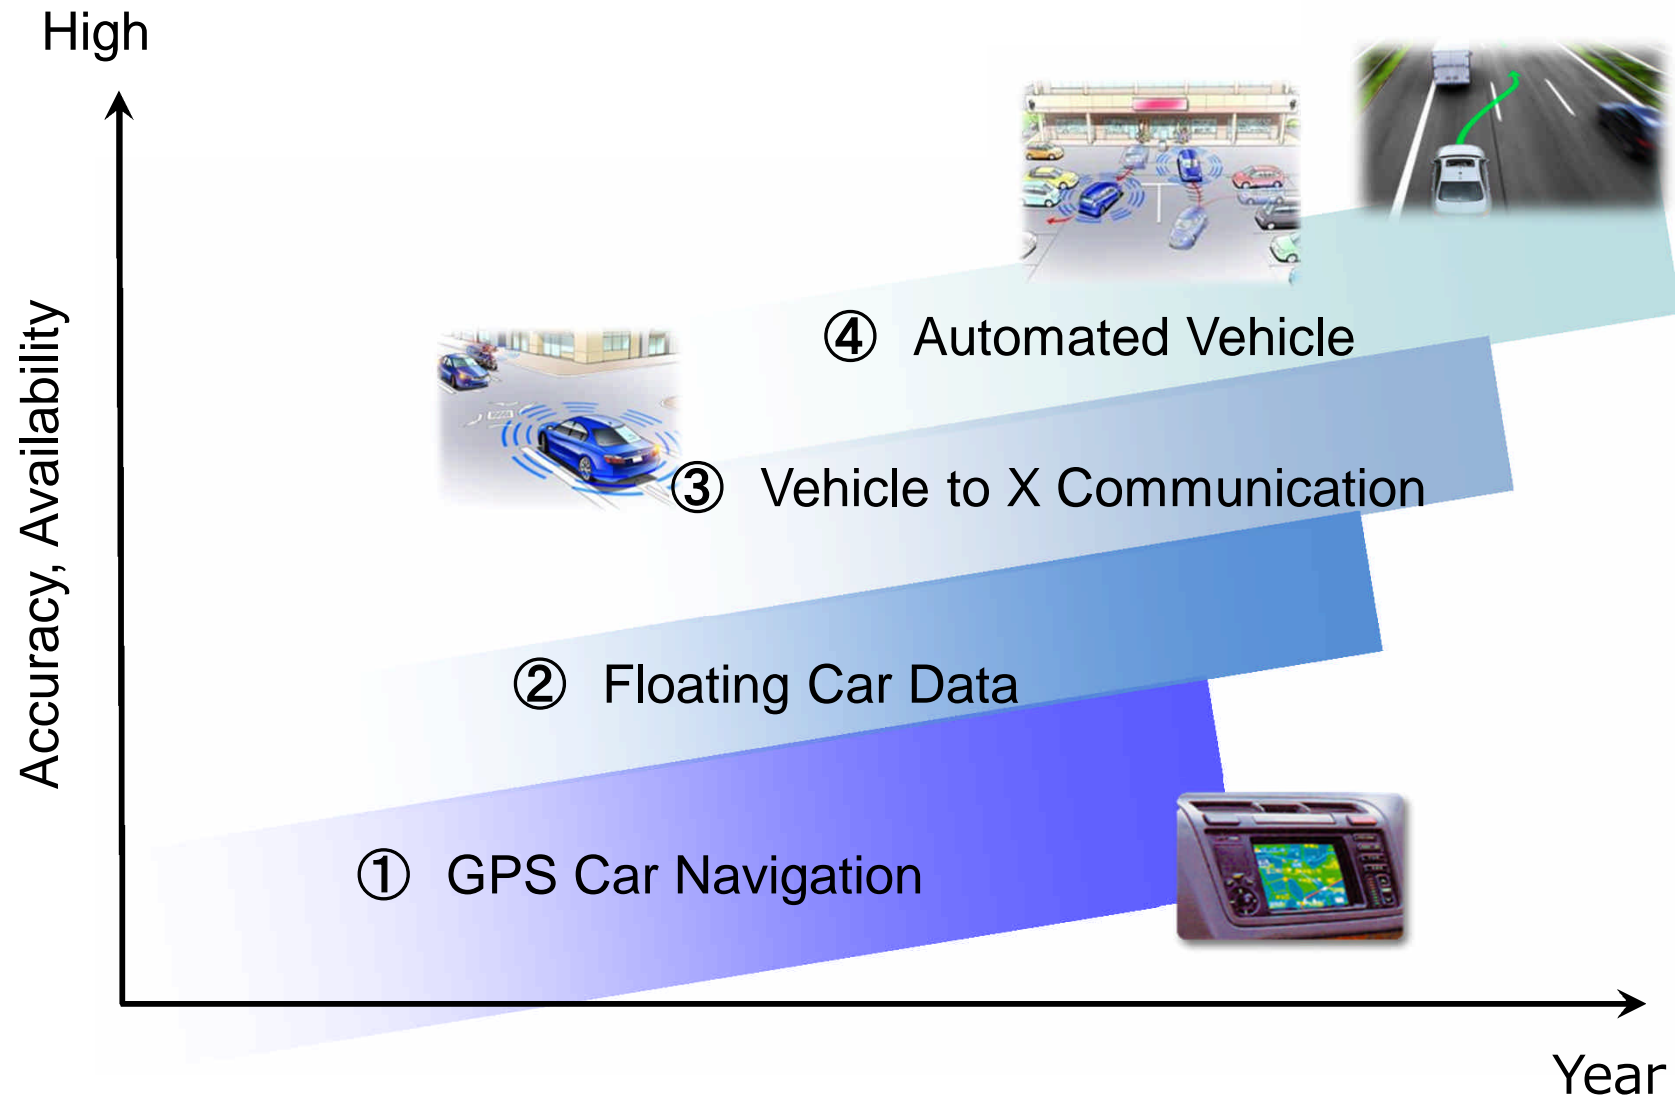 High
Accuracy, Availability
④ Automated Vehicle
③ Vehicle to X Communication
② Floating Car Data
① GPS Car Navigation
Year